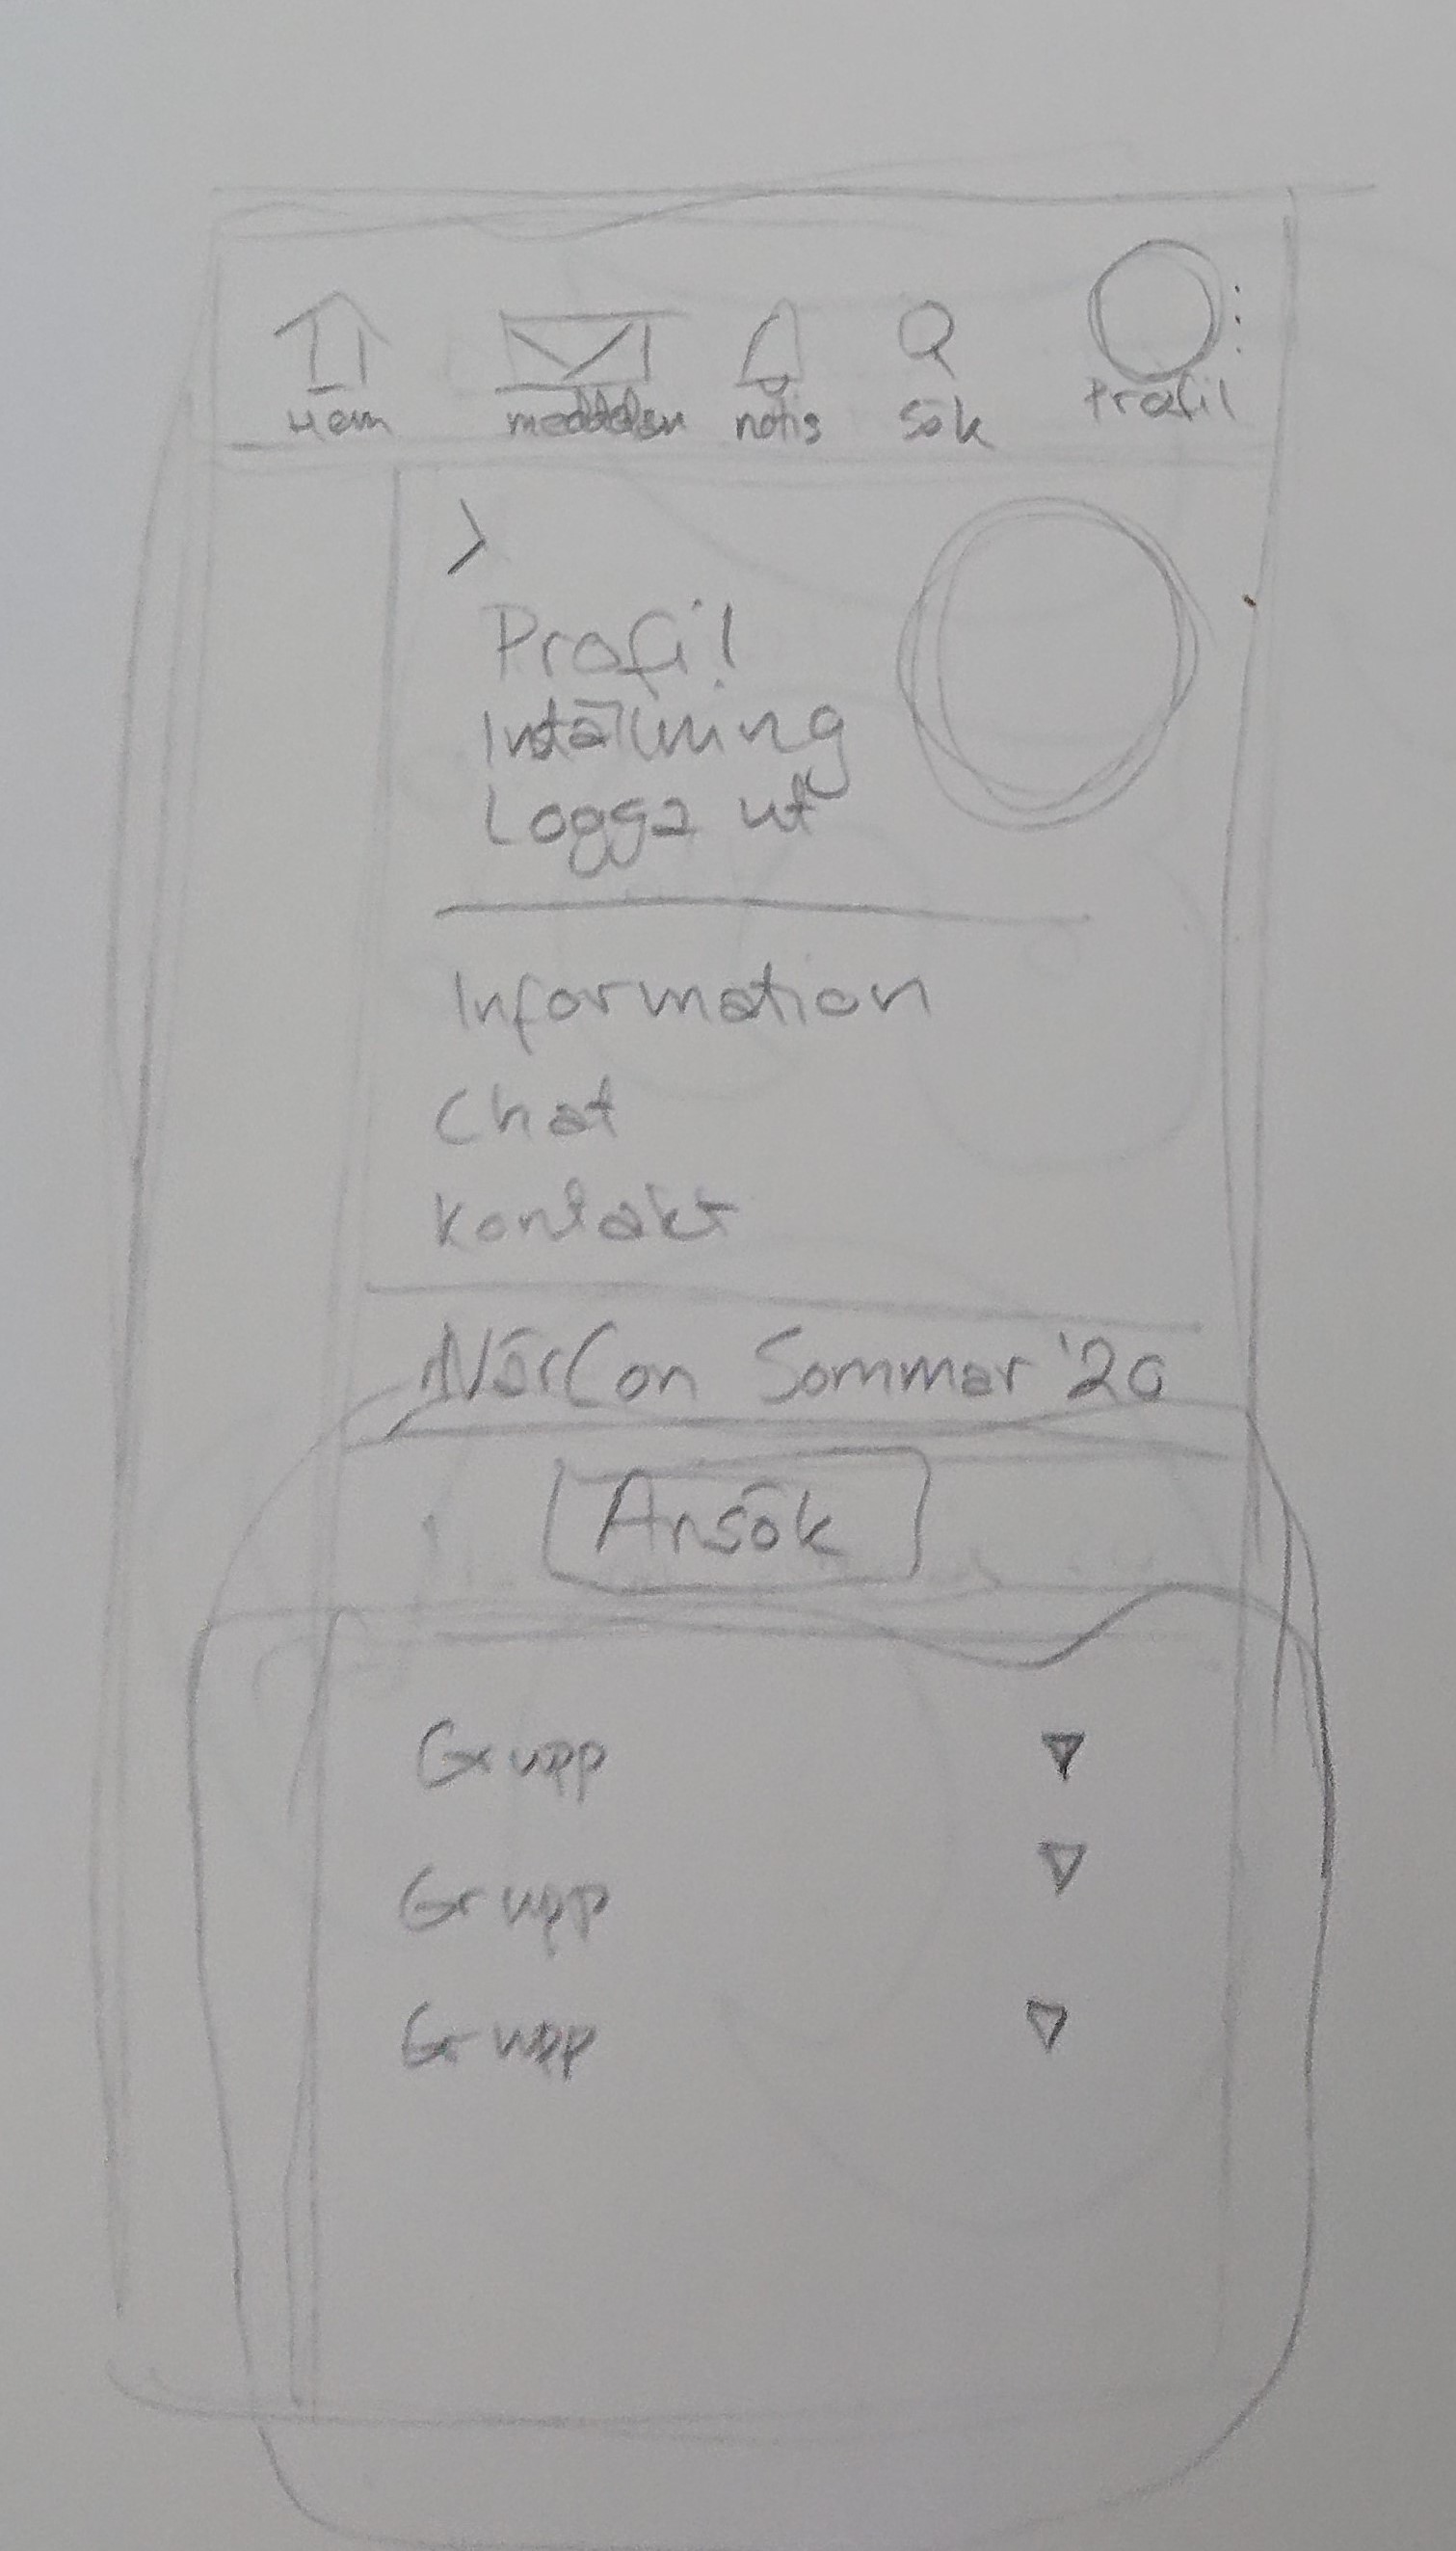 Hem meddelan notis Sök Profil
Profil
Inställning
Logga ut
Information
Chat
Kontakt
NärCon Sommar '20
Ansök
Grupp
Grupp
Grupp